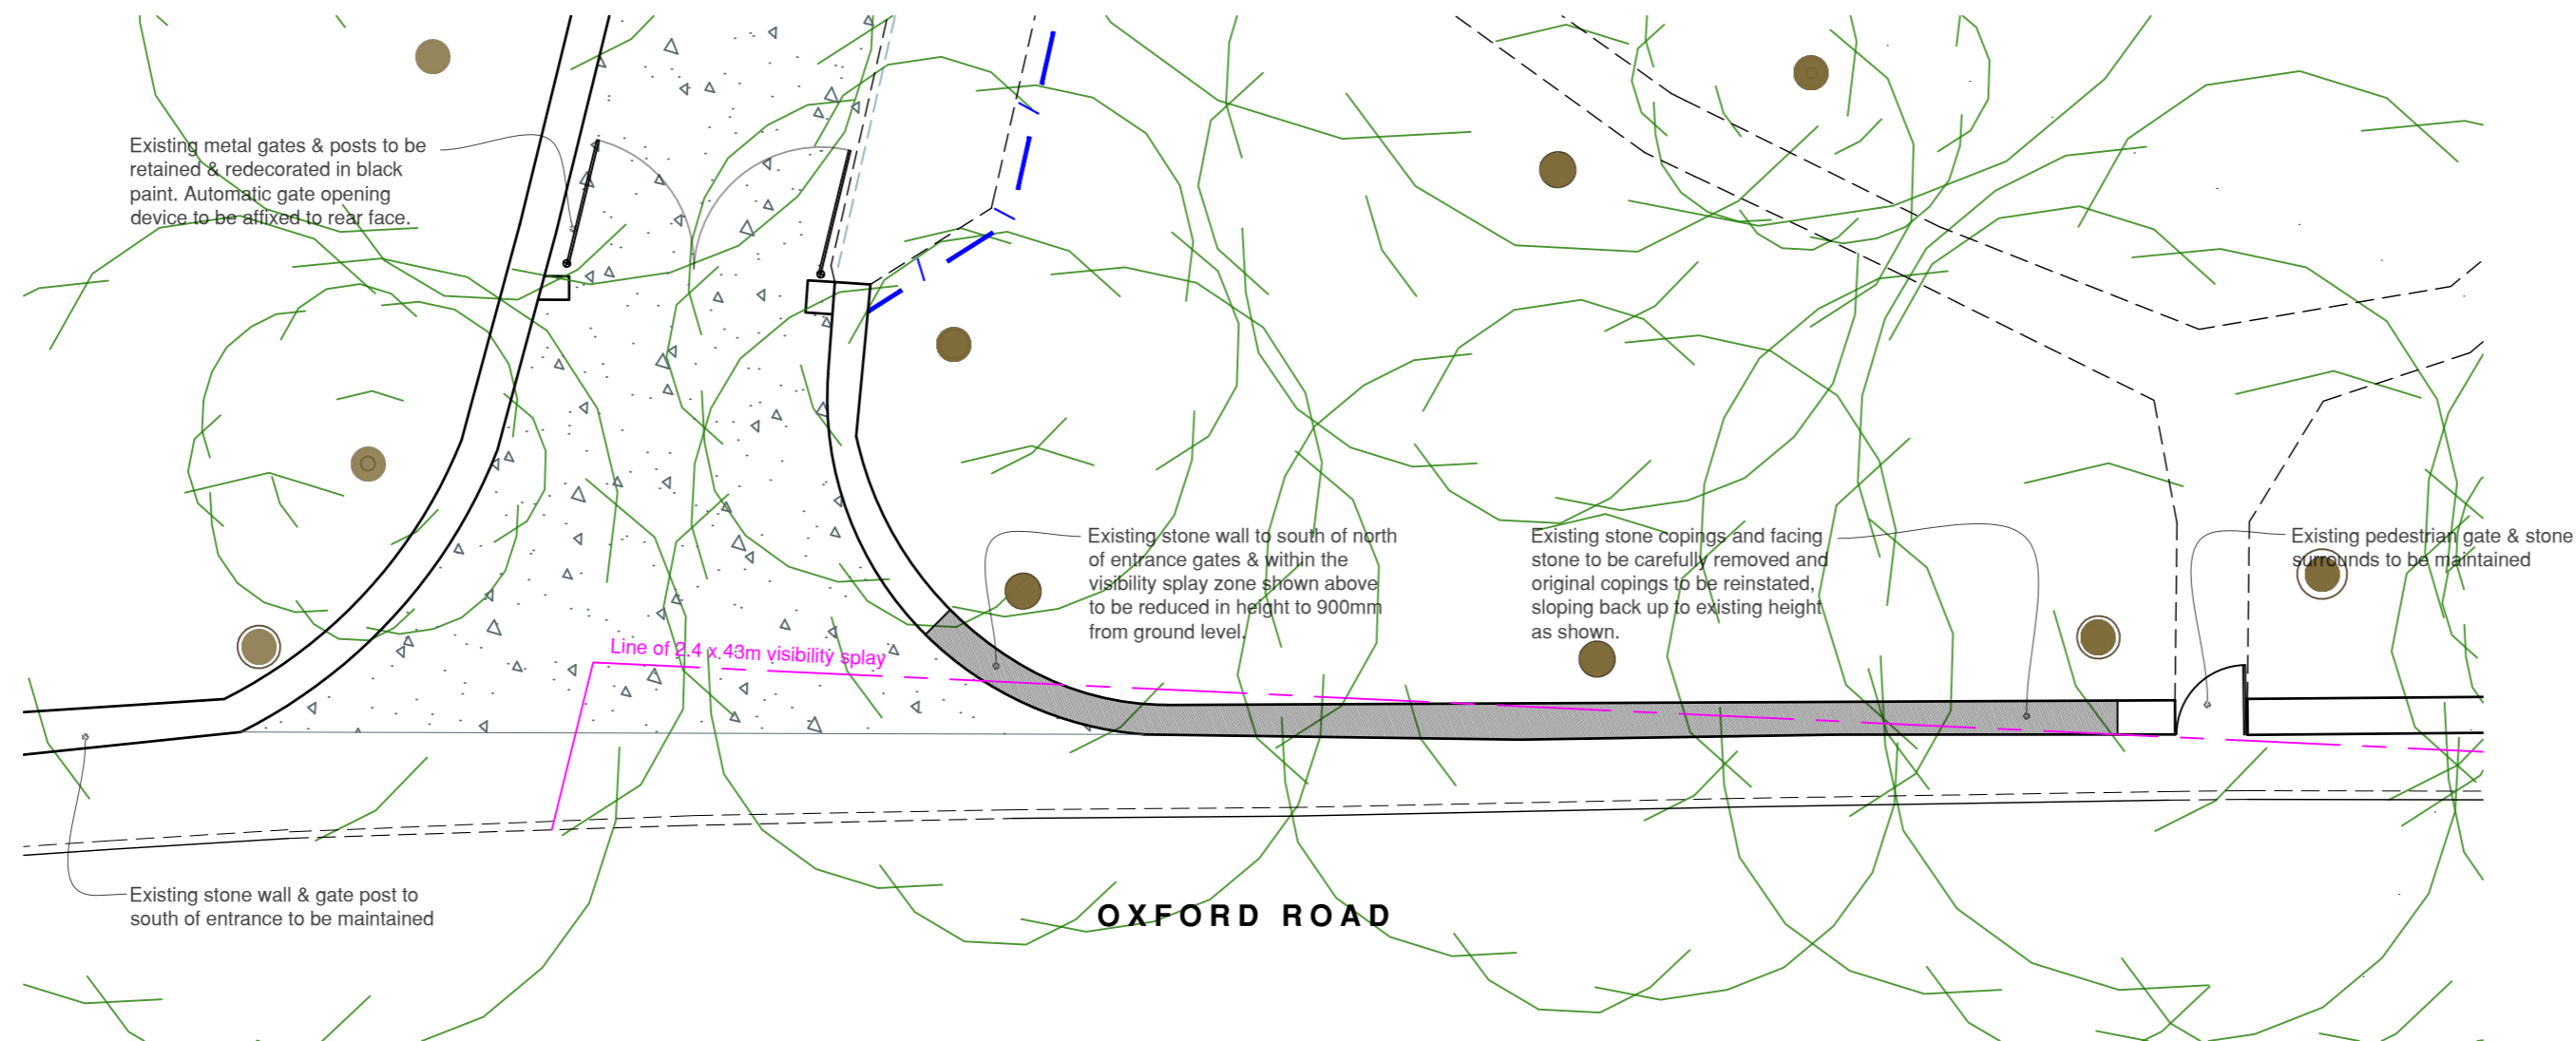 Existing metal gates & posts to be
retained & redecorated in black
paint. Automatic gate opening
device to be affixed to rear face.
Existing stone wall to south of north
of entrance gates & within the
visibility splay zone shown above
to be reduced in height to 900mm
from ground level.
Existing stone copings and facing
stone to be carefully removed and
original copings to be reinstated,
sloping back up to existing height
as shown.
Existing pedestrian gate & stone
surrounds to be maintained
Line of 2.4 x 43m visibility splay
Existing stone wall & gate post to
south of entrance to be maintained
OXFORD ROAD